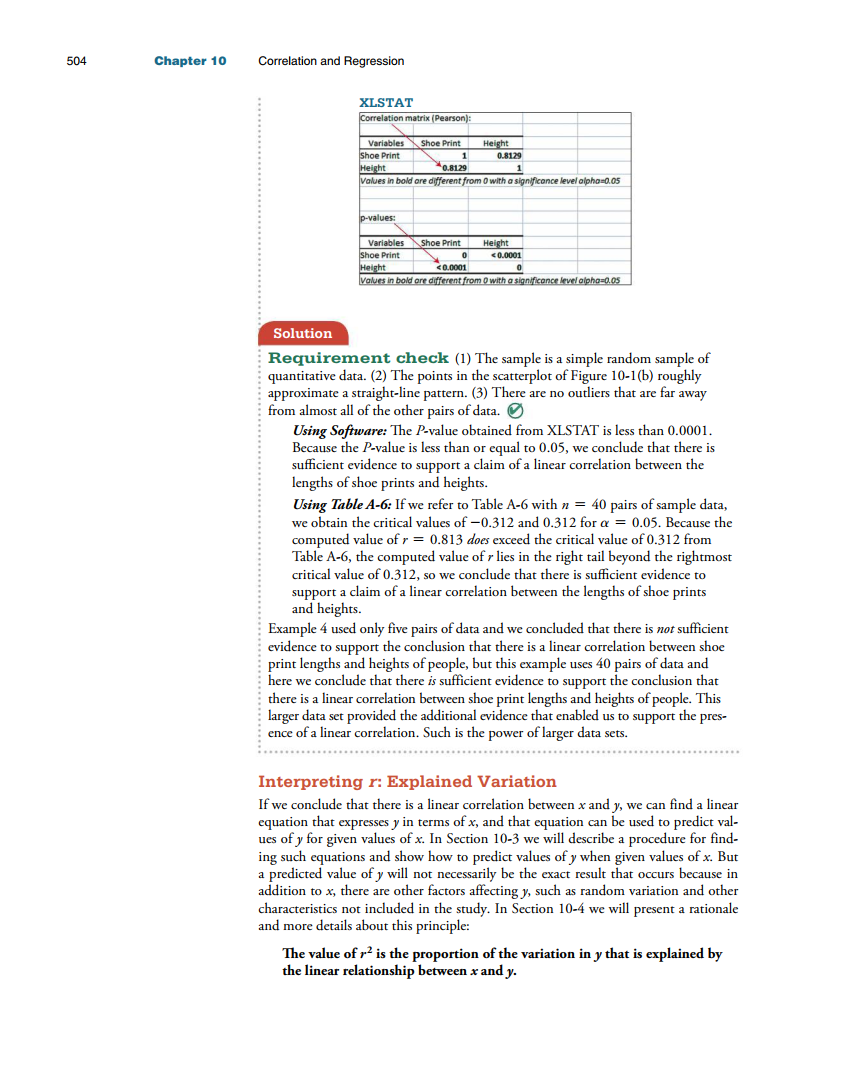 504 Chapter 10 Correlation and Regression
XLSTAT
Correlation matrix (Pearson):
Variables Shoe Print Height
Shoe Print 1 0.8129
Height 0.8129 1
Values in bold are different from 0 with a significance level alpha=0.05
p-values:
Variables Shoe Print Height
Shoe Print 0 < 0.0001
Height < 0.0001 0
Values in bold are different from 0 with a significance level alpha=0.05
Solution
Requirement check (1) The sample is a simple random sample of
quantitative data. (2) The points in the scatterplot of Figure 10-1(b) roughly
approximate a straight-line pattern. (3) There are no outliers that are far away
from almost all of the other pairs of data.
Using Software: The P-value obtained from XLSTAT is less than 0.0001.
Because the P-value is less than or equal to 0.05, we conclude that there is
sufficient evidence to support a claim of a linear correlation between the
lengths of shoe prints and heights.
Using Table A-6: If we refer to Table A-6 with n = 40 pairs of sample data,
we obtain the critical values of −0.312 and 0.312 for α = 0.05. Because the
computed value of r = 0.813 does exceed the critical value of 0.312 from
Table A-6, the computed value of r lies in the right tail beyond the rightmost
critical value of 0.312, so we conclude that there is sufficient evidence to
support a claim of a linear correlation between the lengths of shoe prints
and heights.
Example 4 used only five pairs of data and we concluded that there is not sufficient
evidence to support the conclusion that there is a linear correlation between shoe
print lengths and heights of people, but this example uses 40 pairs of data and
here we conclude that there is sufficient evidence to support the conclusion that
there is a linear correlation between shoe print lengths and heights of people. This
larger data set provided the additional evidence that enabled us to support the pres-
ence of a linear correlation. Such is the power of larger data sets.
Interpreting r: Explained Variation
If we conclude that there is a linear correlation between x and y, we can find a linear
equation that expresses y in terms of x, and that equation can be used to predict val-
ues of y for given values of x. In Section 10-3 we will describe a procedure for find-
ing such equations and show how to predict values of y when given values of x. But
a predicted value of y will not necessarily be the exact result that occurs because in
addition to x, there are other factors affecting y, such as random variation and other
characteristics not included in the study. In Section 10-4 we will present a rationale
and more details about this principle:
The value of r² is the proportion of the variation in y that is explained by
the linear relationship between x and y.